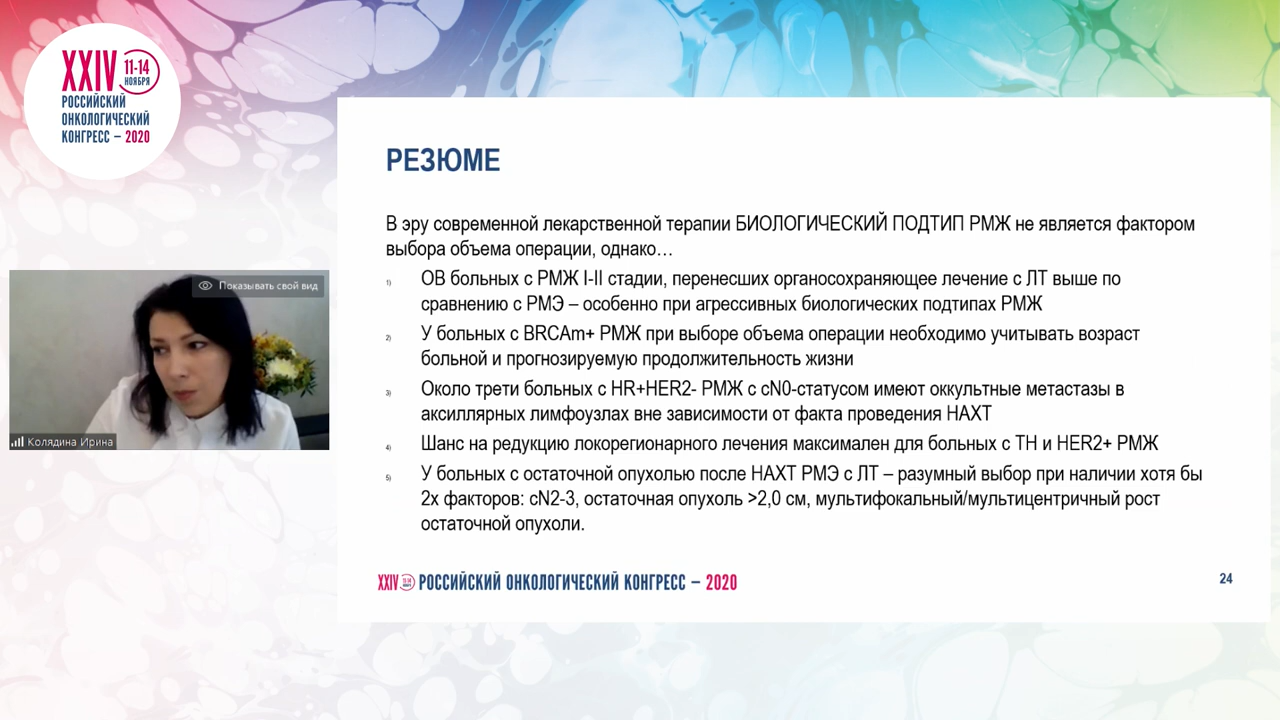 XXIV 11-14 НОЯБРЯ
РОССИЙСКИЙ
ОНКОЛОГИЧЕСКИЙ
КОНГРЕСС – 2020
Показывать свой вид
Колядина Ирина
РЕЗЮМЕ
В эру современной лекарственной терапии БИОЛОГИЧЕСКИЙ ПОДТИП РМЖ не является фактором
выбора объема операции, однако…
1) ОВ больных с РМЖ I-II стадии, перенесших органосохраняющее лечение с ЛТ выше по
сравнению с РМЭ – особенно при агрессивных биологических подтипах РМЖ
2) У больных с BRCAm+ РМЖ при выборе объема операции необходимо учитывать возраст
больной и прогнозируемую продолжительность жизни
3) Около трети больных с HR+HER2- РМЖ с cN0-статусом имеют оккультные метастазы в
аксиллярных лимфоузлах вне зависимости от факта проведения НАХТ
4) Шанс на редукцию локорегионарного лечения максимален для больных с ТН и HER2+ РМЖ
5) У больных с остаточной опухолью после НАХТ РМЭ с ЛТ – разумный выбор при наличии хотя бы
2х факторов: cN2-3, остаточная опухоль >2,0 см, мультифокальный/мультицентричный рост
остаточной опухоли.
XXIV 11-14 НОЯБРЯ РОССИЙСКИЙ ОНКОЛОГИЧЕСКИЙ КОНГРЕСС – 2020
24